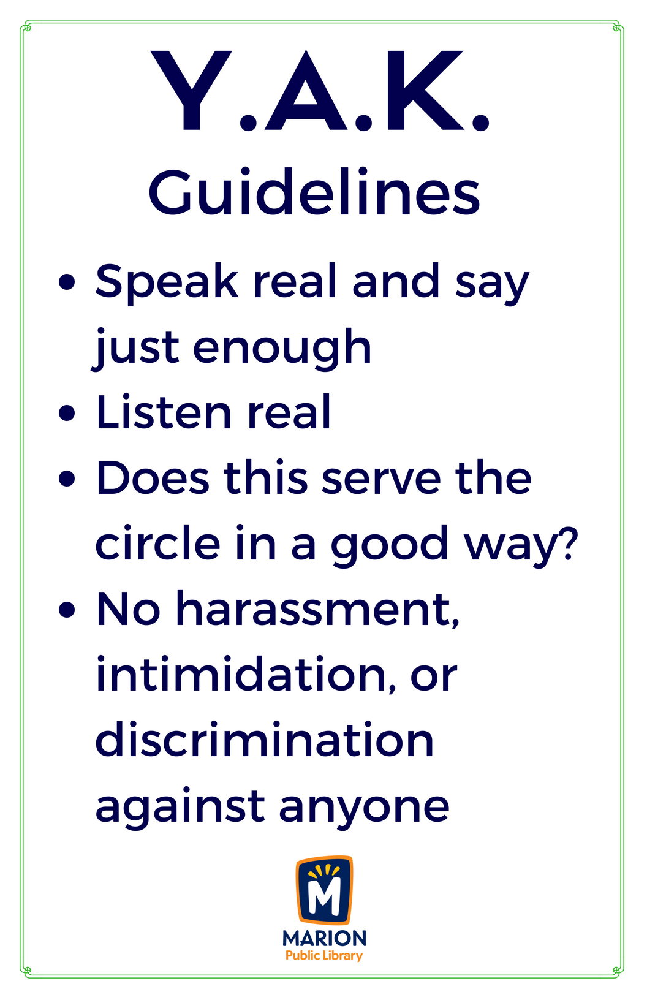 Y.A.K.
Guidelines
• Speak real and say
just enough
• Listen real
• Does this serve the
circle in a good way?
• No harassment,
intimidation, or
discrimination
against anyone
M
MARION
Public Library